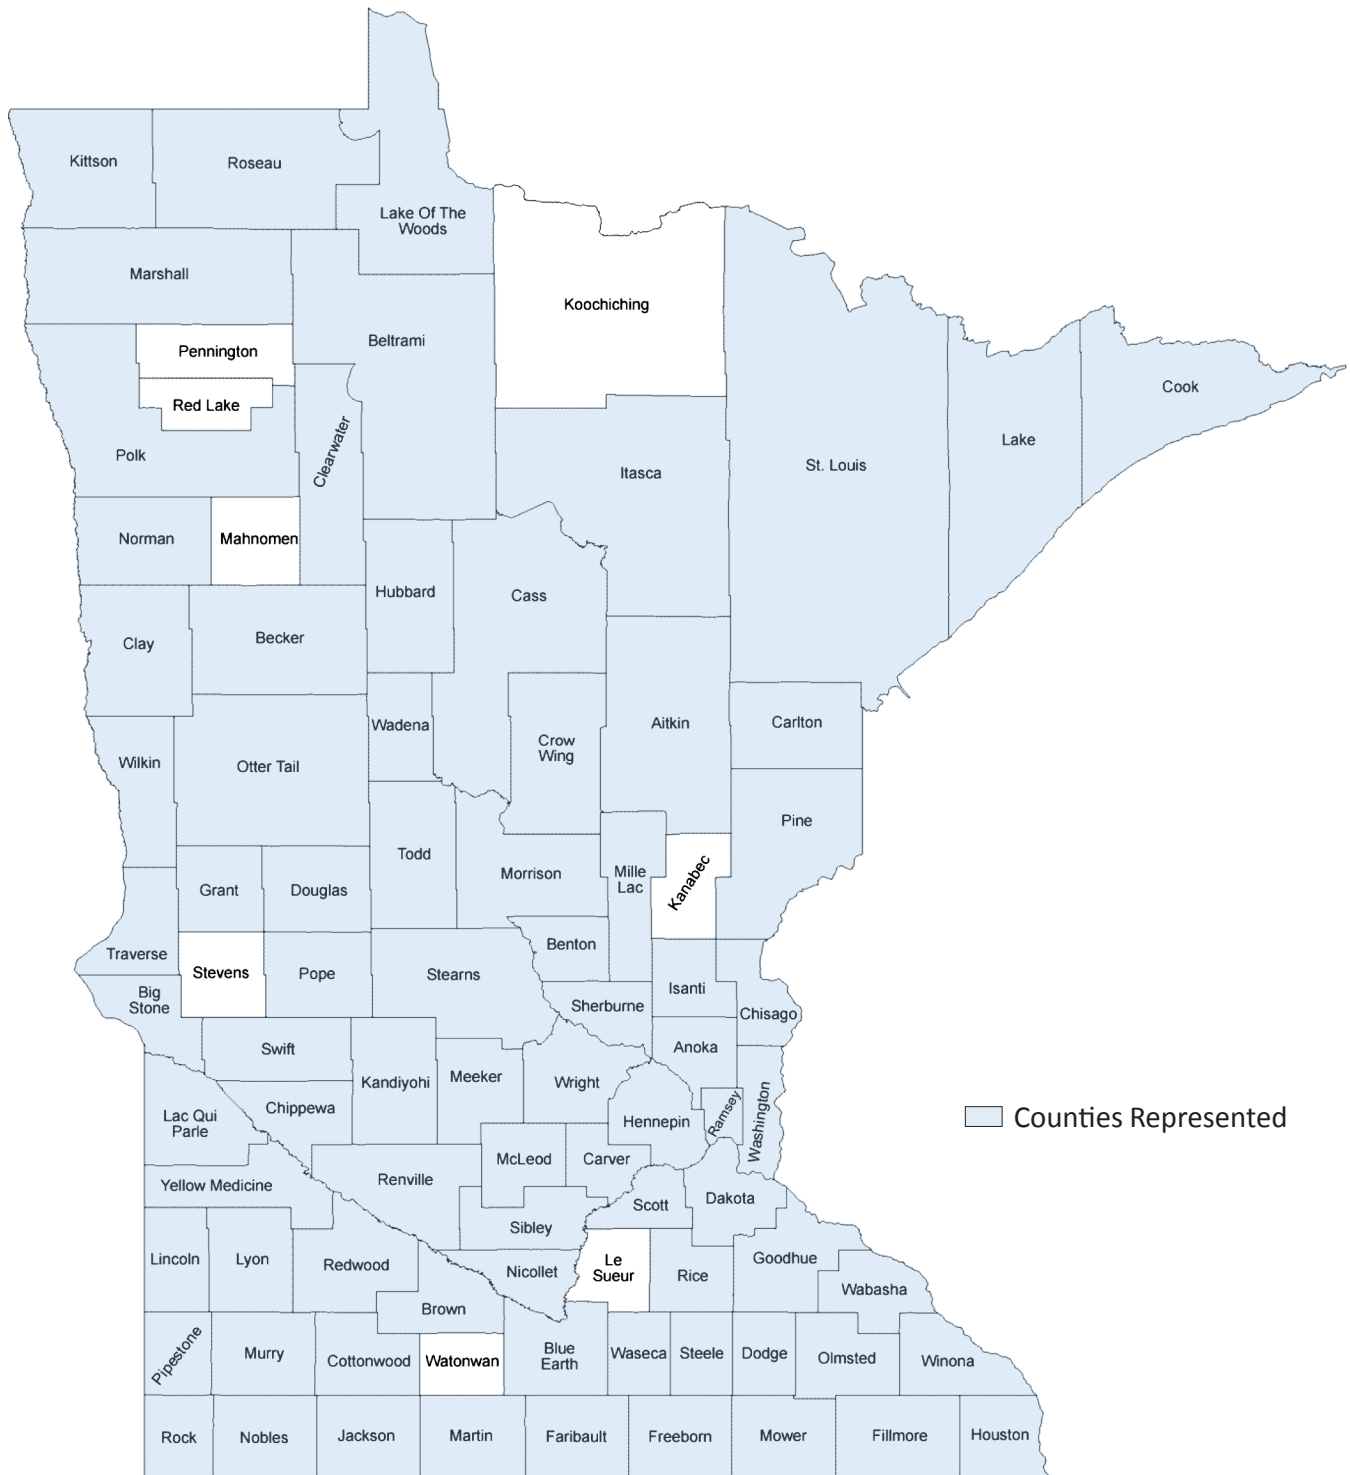 Kittson
Roseau
Lake Of The
Woods
Marshall
Koochiching
Beltrami
Pennington
Red Lake
Cook
Lake
Polk
Clearwater
Itasca
St. Louis
Norman
Mahnomen
Hubbard
Cass
Clay
Becker
Wadena
Aitkin
Carlton
Crow
Wing
Wilkin
Otter Tail
Pine
Todd
Morrison
Mille
Lac
Kanabec
Grant
Douglas
Traverse
Stevens
Pope
Stearns
Benton
Isanti
Big
Stone
Sherburne
Chisago
Swift
Anoka
Kandiyohi
Meeker
Wright
Lac Qui
Parle
Chippewa
Hennepin
Ramsey
Washington
Counties Represented
McLeod
Carver
Yellow Medicine
Renville
Scott
Dakota
Sibley
Lincoln
Lyon
Redwood
Nicollet
Le
Sueur
Rice
Goodhue
Wabasha
Brown
Pipestone
Murry
Cottonwood
Watonwan
Blue
Earth
Waseca
Steele
Dodge
Olmsted
Winona
Rock
Nobles
Jackson
Martin
Faribault
Freeborn
Mower
Fillmore
Houston